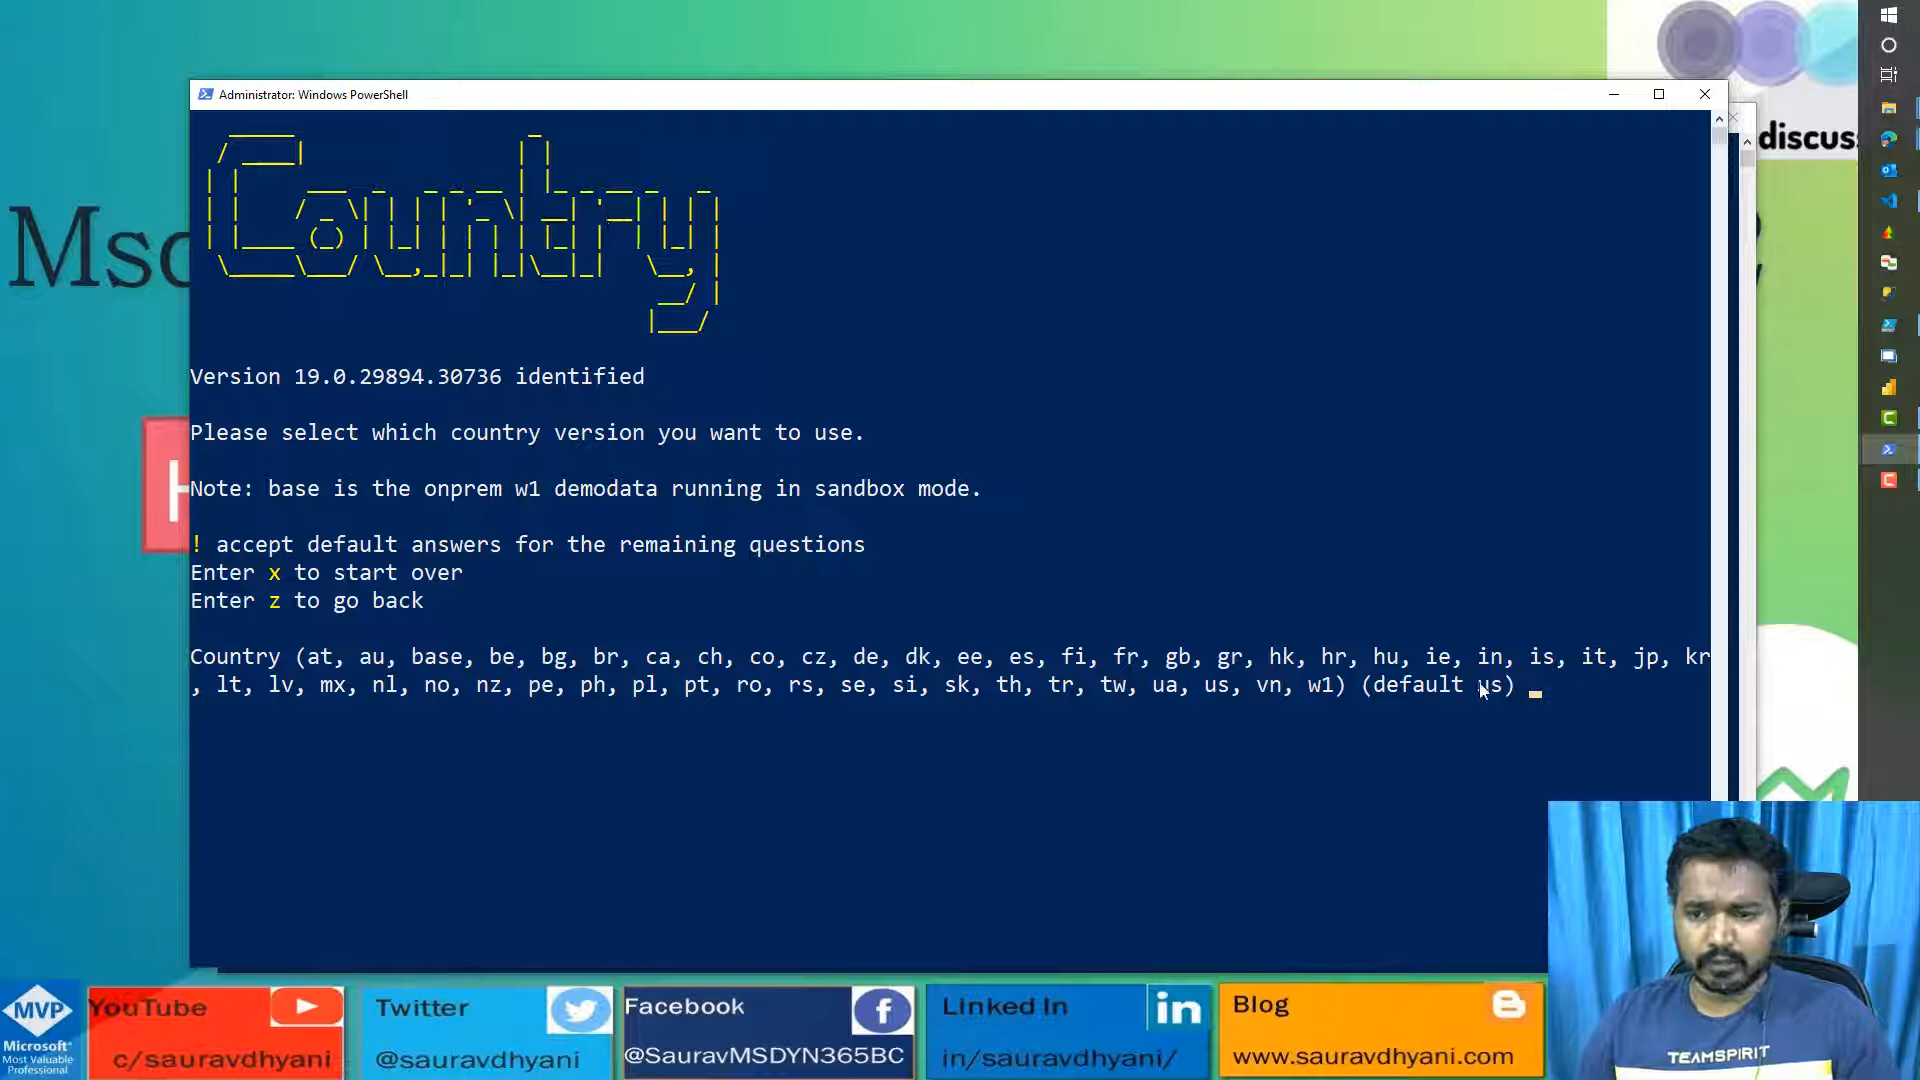 Administrator: Windows PowerShell
discuss
Msd
Country
Version 19.0.29894.30736 identified
Please select which country version you want to use.
Note: base is the onprem w1 demodata running in sandbox mode.
! accept default answers for the remaining questions
Enter x to start over
Enter z to go back
Country (at, au, base, be, bg, br, ca, ch, co, cz, de, dk, ee, es, fi, fr, gb, gr, hk, hr, hu, ie, in, is, it, jp, kr
, lt, lv, mx, nl, no, nz, pe, ph, pl, pt, ro, rs, se, si, sk, th, tr, tw, ua, us, vn, w1) (default us)
TEAMSPIRIT
MVP
Microsoft
Most Valuable
Professional
YouTube
c/sauravdhyani
Twitter
@sauravdhyani
Facebook
@SauravMSDYN365BC
Linked In
in/sauravdhyani/
Blog
www.sauravdhyani.com